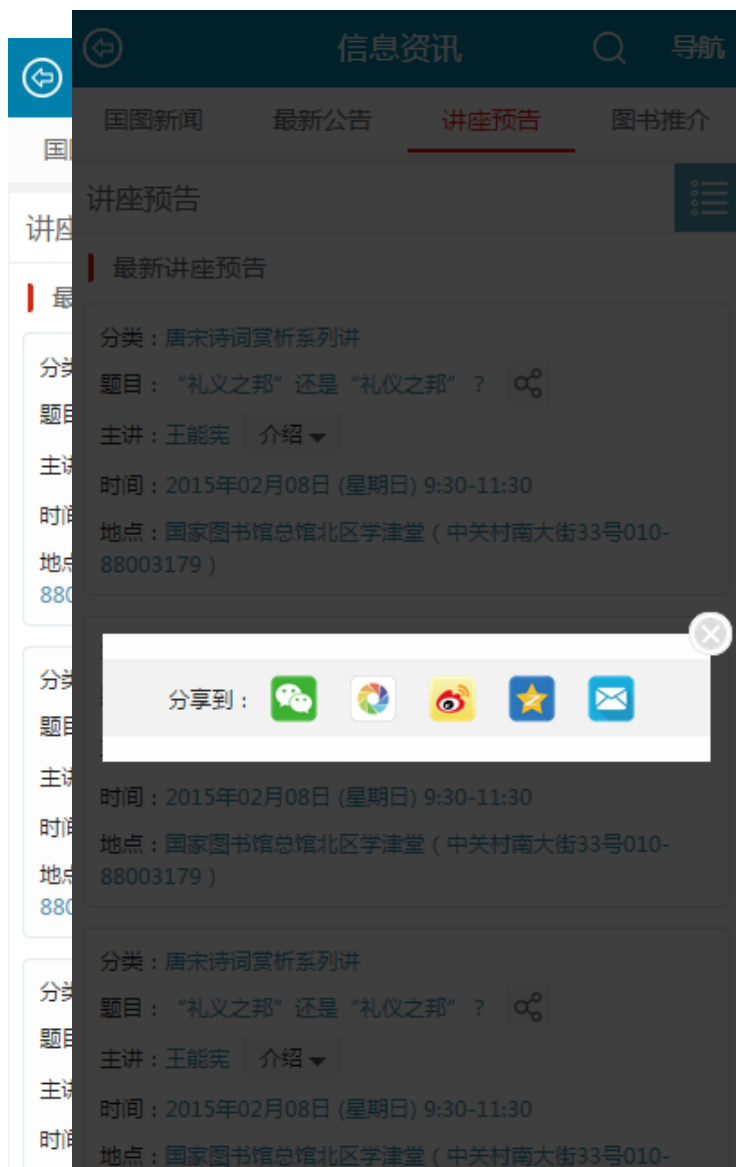 信息资讯 导航
国图新闻 最新公告 讲座预告 图书推介
讲座预告
最新讲座预告
分类：唐宋诗词赏析系列讲
题目：“礼义之邦”还是“礼仪之邦”？
主讲：王能宪 介绍
时间：2015年02月08日 (星期日) 9:30-11:30
地点：国家图书馆总馆北区学津堂（中关村南大街33号010-
88003179）
分享到：
时间：2015年02月08日 (星期日) 9:30-11:30
地点：国家图书馆总馆北区学津堂（中关村南大街33号010-
88003179）
分类：唐宋诗词赏析系列讲
题目：“礼义之邦”还是“礼仪之邦”？
主讲：王能宪 介绍
时间：2015年02月08日 (星期日) 9:30-11:30
地点：国家图书馆总馆北区学津堂（中关村南大街33号010-